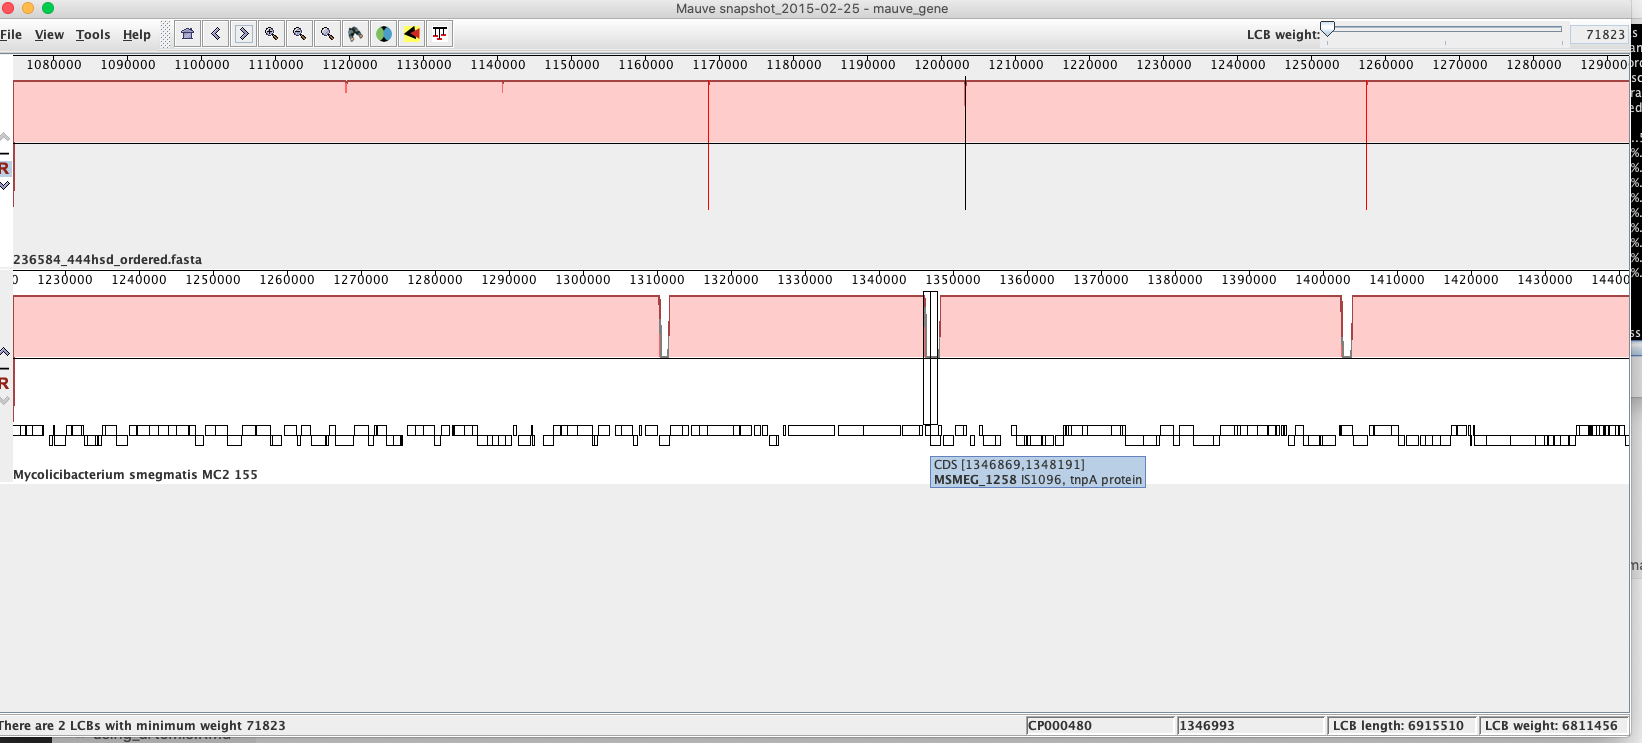 Mauve snapshot_2015-02-25 - mauve_gene
File View Tools Help
LCB weight: 71823
1080000 1090000 1100000 1110000 1120000 1130000 1140000 1150000 1160000 1170000 1180000 1190000 1200000 1210000 1220000 1230000 1240000 1250000 1260000 1270000 1280000 129000
R
236584_444hsd_ordered.fasta
0 1230000 1240000 1250000 1260000 1270000 1280000 1290000 1300000 1310000 1320000 1330000 1340000 1350000 1360000 1370000 1380000 1390000 1400000 1410000 1420000 1430000 14400
R
CDS [1346869,1348191]
MSMEG_1258 IS1096, tnpA protein
Mycolicibacterium smegmatis MC2 155
There are 2 LCBs with minimum weight 71823
CP000480
1346993
LCB length: 6915510
LCB weight: 6811456